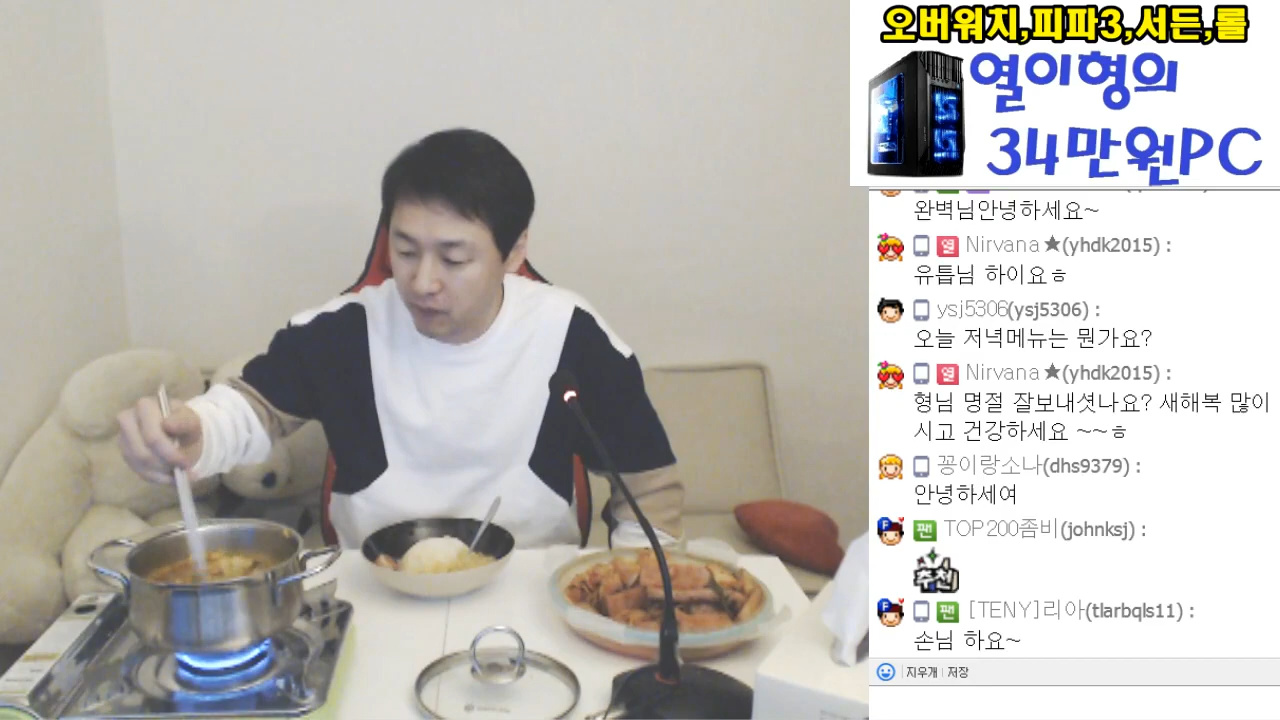 오버워치,피파3,서든,롤
열이형의
34만원PC
완벽님안녕하세요~
열 Nirvana★(yhdk2015) :
유튭님 하이요ㅎ
ysj5306(ysj5306) :
오늘 저녁메뉴는 뭔가요?
열 Nirvana★(yhdk2015) :
형님 명절 잘보내셧나요? 새해복 많이
시고 건강하세요 ~~ㅎ
꽁이랑소나(dhs9379) :
안녕하세여
팬 TOP200좀비(johnksj) :
추천
팬 [TENY]리아(tlarbqls11) :
손님 하요~
지우개 | 저장